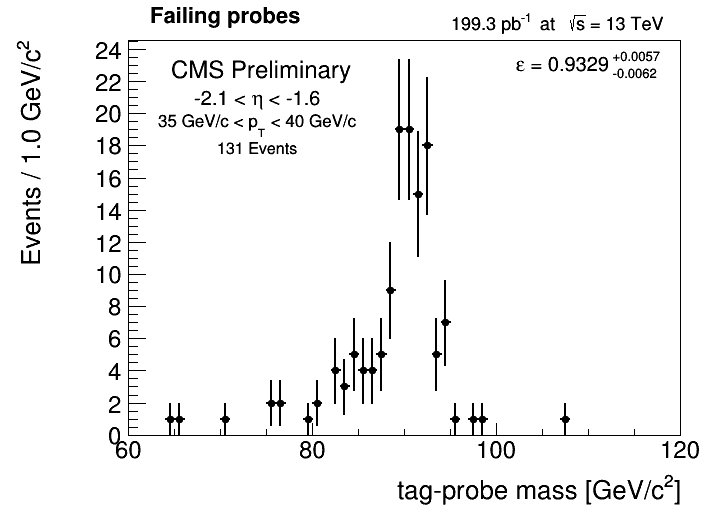 Failing probes
199.3 pb⁻¹ at √s = 13 TeV
CMS Preliminary
-2.1 < η < -1.6
35 GeV/c < p_T < 40 GeV/c
131 Events
ε = 0.9329 +0.0057 -0.0062
Events / 1.0 GeV/c²
24
22
20
18
16
14
12
10
8
6
4
2
0
60 80 100 120
tag-probe mass [GeV/c²]